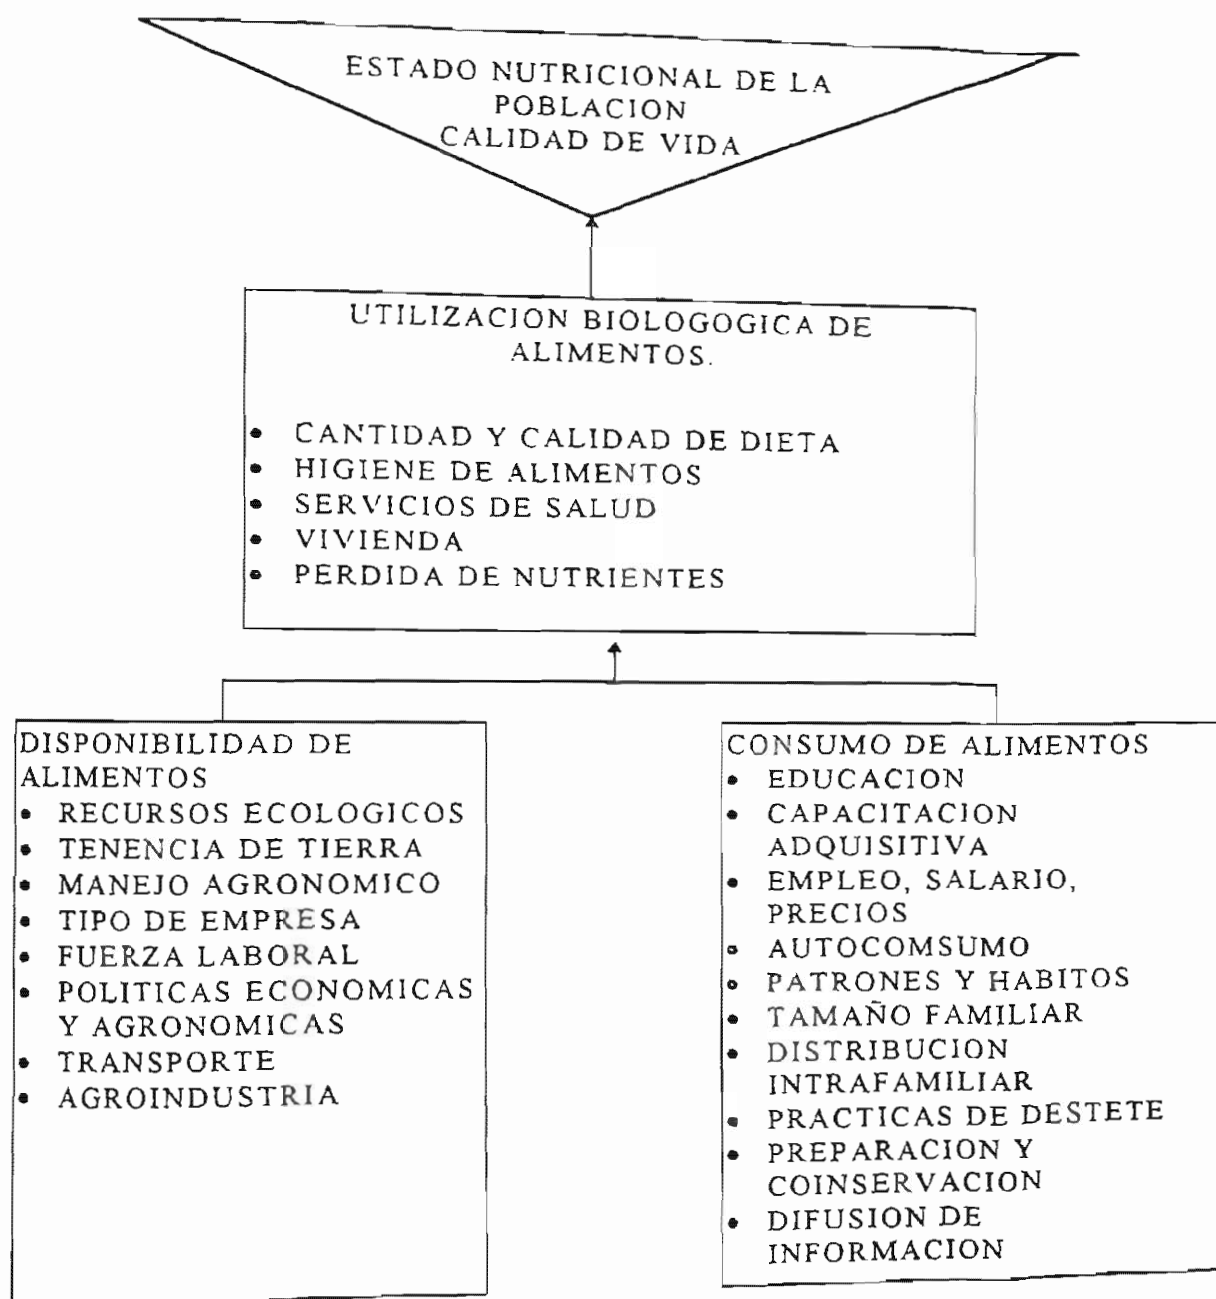 ESTADO NUTRICIONAL DE LA
POBLACION
CALIDAD DE VIDA
UTILIZACION BIOLOGOGICA DE
ALIMENTOS.
• CANTIDAD Y CALIDAD DE DIETA
• HIGIENE DE ALIMENTOS
• SERVICIOS DE SALUD
• VIVIENDA
• PERDIDA DE NUTRIENTES
DISPONIBILIDAD DE
ALIMENTOS
• RECURSOS ECOLOGICOS
• TENENCIA DE TIERRA
• MANEJO AGRONOMICO
• TIPO DE EMPRESA
• FUERZA LABORAL
• POLITICAS ECONOMICAS
Y AGRONOMICAS
• TRANSPORTE
• AGROINDUSTRIA
CONSUMO DE ALIMENTOS
• EDUCACION
• CAPACITACION
ADQUISITIVA
• EMPLEO, SALARIO,
PRECIOS
• AUTOCOMSUMO
• PATRONES Y HABITOS
• TAMAÑO FAMILIAR
• DISTRIBUCION
INTRAFAMILIAR
• PRACTICAS DE DESTETE
• PREPARACION Y
COINSERVACION
• DIFUSION DE
INFORMACION